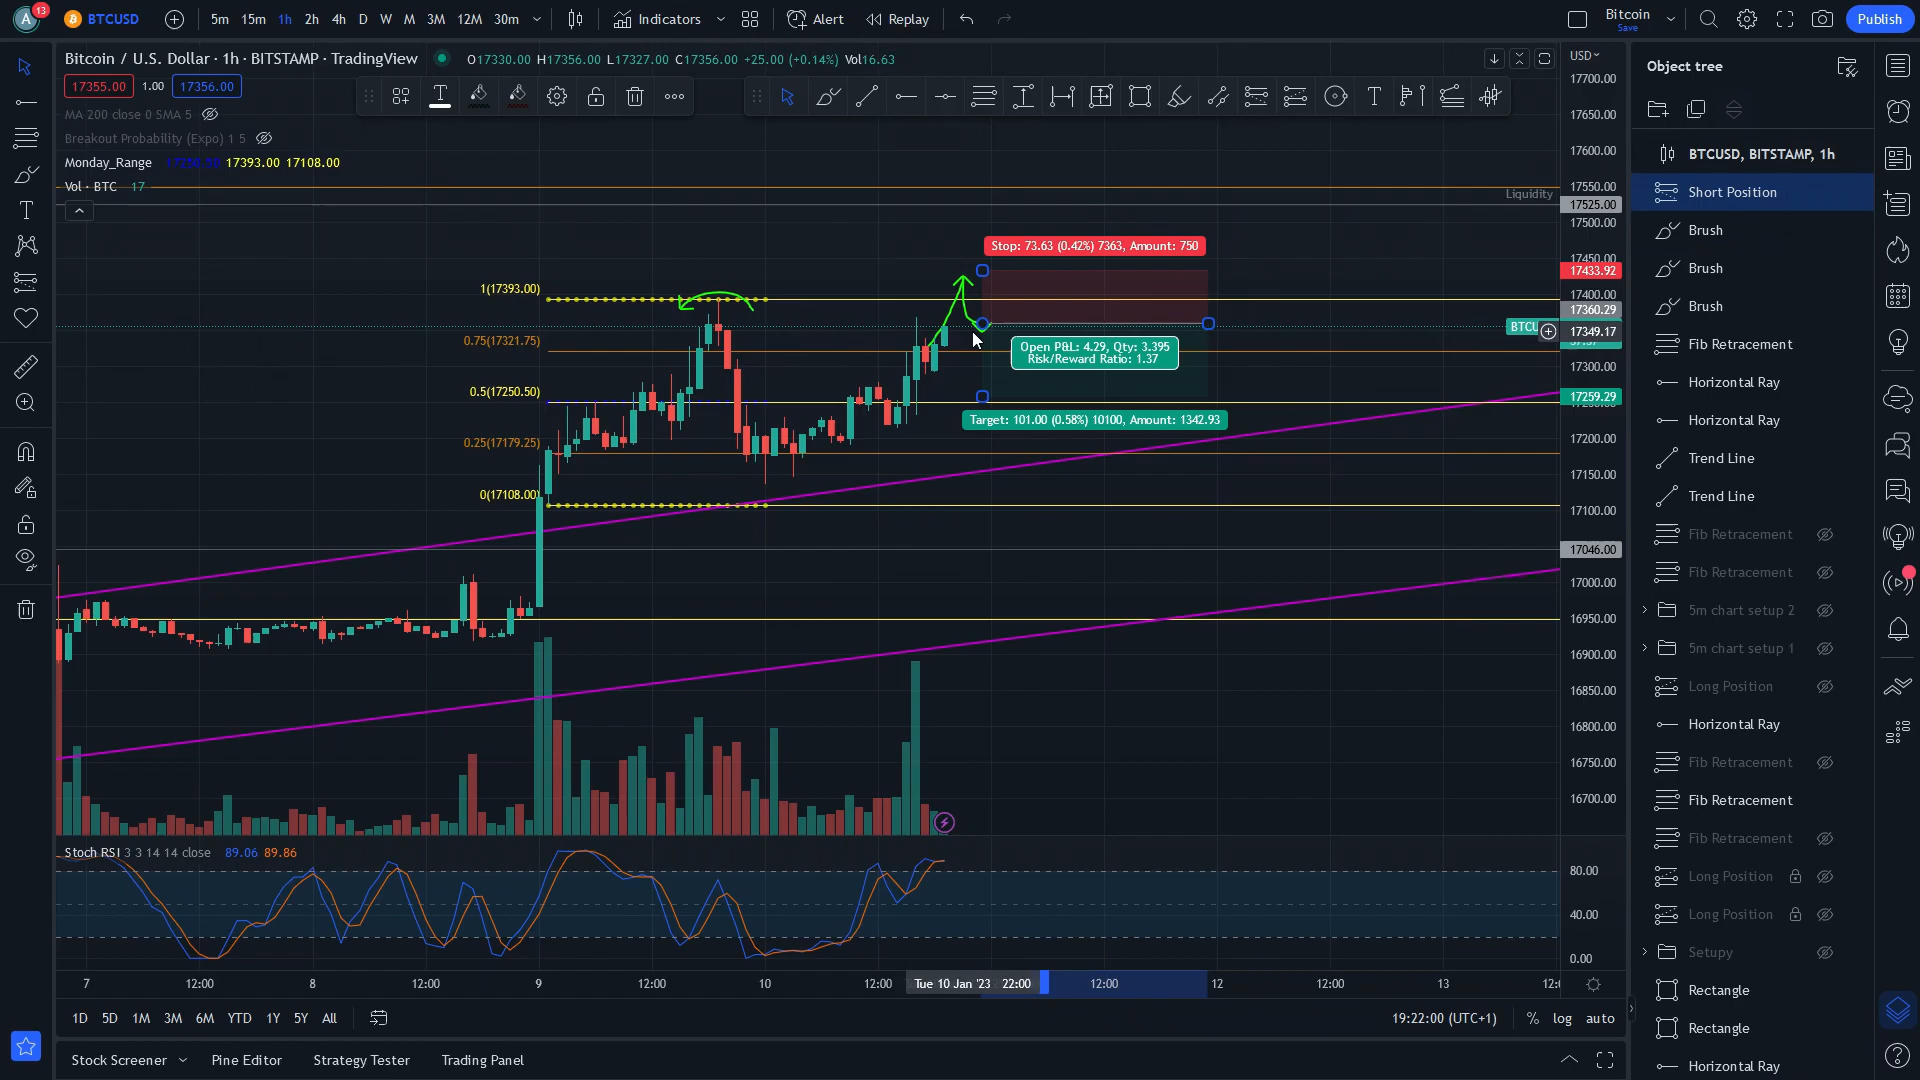 A 13 BTCUSD 5m 15m 1h 2h 4h D W M 3M 12M 30m Indicators Alert Replay Bitcoin Save Publish
Bitcoin / U.S. Dollar · 1h · BITSTAMP · TradingView O17330.00 H17356.00 L17327.00 C17356.00 +25.00 (+0.14%) Vol16.63
17355.00 1.00 17356.00
MA 200 close 0 SMA 5
Breakout Probability (Expo) 1 5
Monday_Range 17393.00 17108.00
Vol · BTC 17
USD
17700.00
17650.00
17600.00
17550.00
Liquidity 17525.00
17500.00
Stop: 73.63 (0.42%) 7363, Amount: 750
17450.00
17433.92
1(17393.00)
17400.00
17360.29
BTCU 17349.17
0.75(17321.75)
Open P&L: 4.29, Qty: 3.395
Risk/Reward Ratio: 1.37
17300.00
0.5(17250.50)
17259.29
Target: 101.00 (0.58%) 10100, Amount: 1342.93
0.25(17179.25)
17200.00
17150.00
0(17108.00)
17100.00
17046.00
17000.00
16950.00
16900.00
16850.00
16800.00
16750.00
16700.00
Stoch RSI 3 3 14 14 close 89.06 89.86
80.00
40.00
0.00
7 12:00 8 12:00 9 12:00 10 12:00 Tue 10 Jan '23 22:00 12:00 12 12:00 13
1D 5D 1M 3M 6M YTD 1Y 5Y All 19:22:00 (UTC+1) % log auto
Stock Screener Pine Editor Strategy Tester Trading Panel
Object tree
BTCUSD, BITSTAMP, 1h
Short Position
Brush
Brush
Brush
Fib Retracement
Horizontal Ray
Horizontal Ray
Trend Line
Trend Line
Fib Retracement
Fib Retracement
5m chart setup 2
5m chart setup 1
Long Position
Horizontal Ray
Fib Retracement
Fib Retracement
Fib Retracement
Long Position
Long Position
Setupy
Rectangle
Rectangle
Horizontal Ray